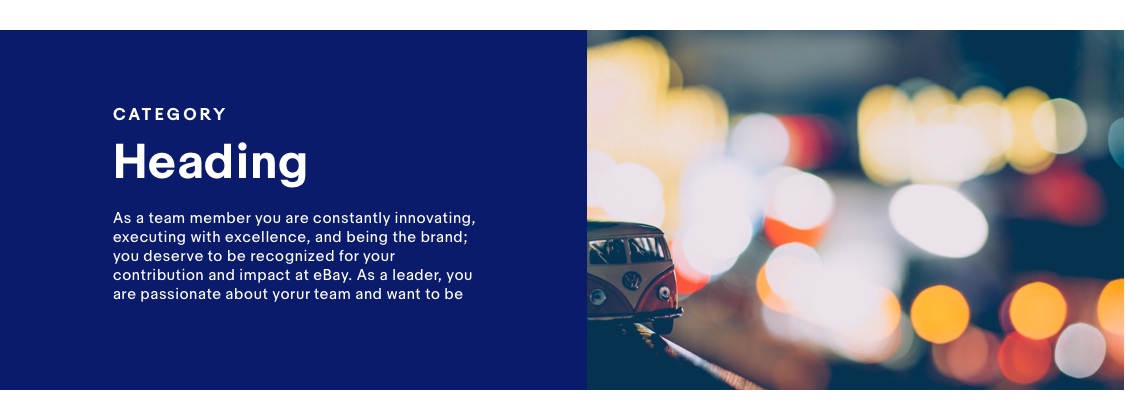 CATEGORY
Heading
As a team member you are constantly innovating,
executing with excellence, and being the brand;
you deserve to be recognized for your
contribution and impact at eBay. As a leader, you
are passionate about yorur team and want to be